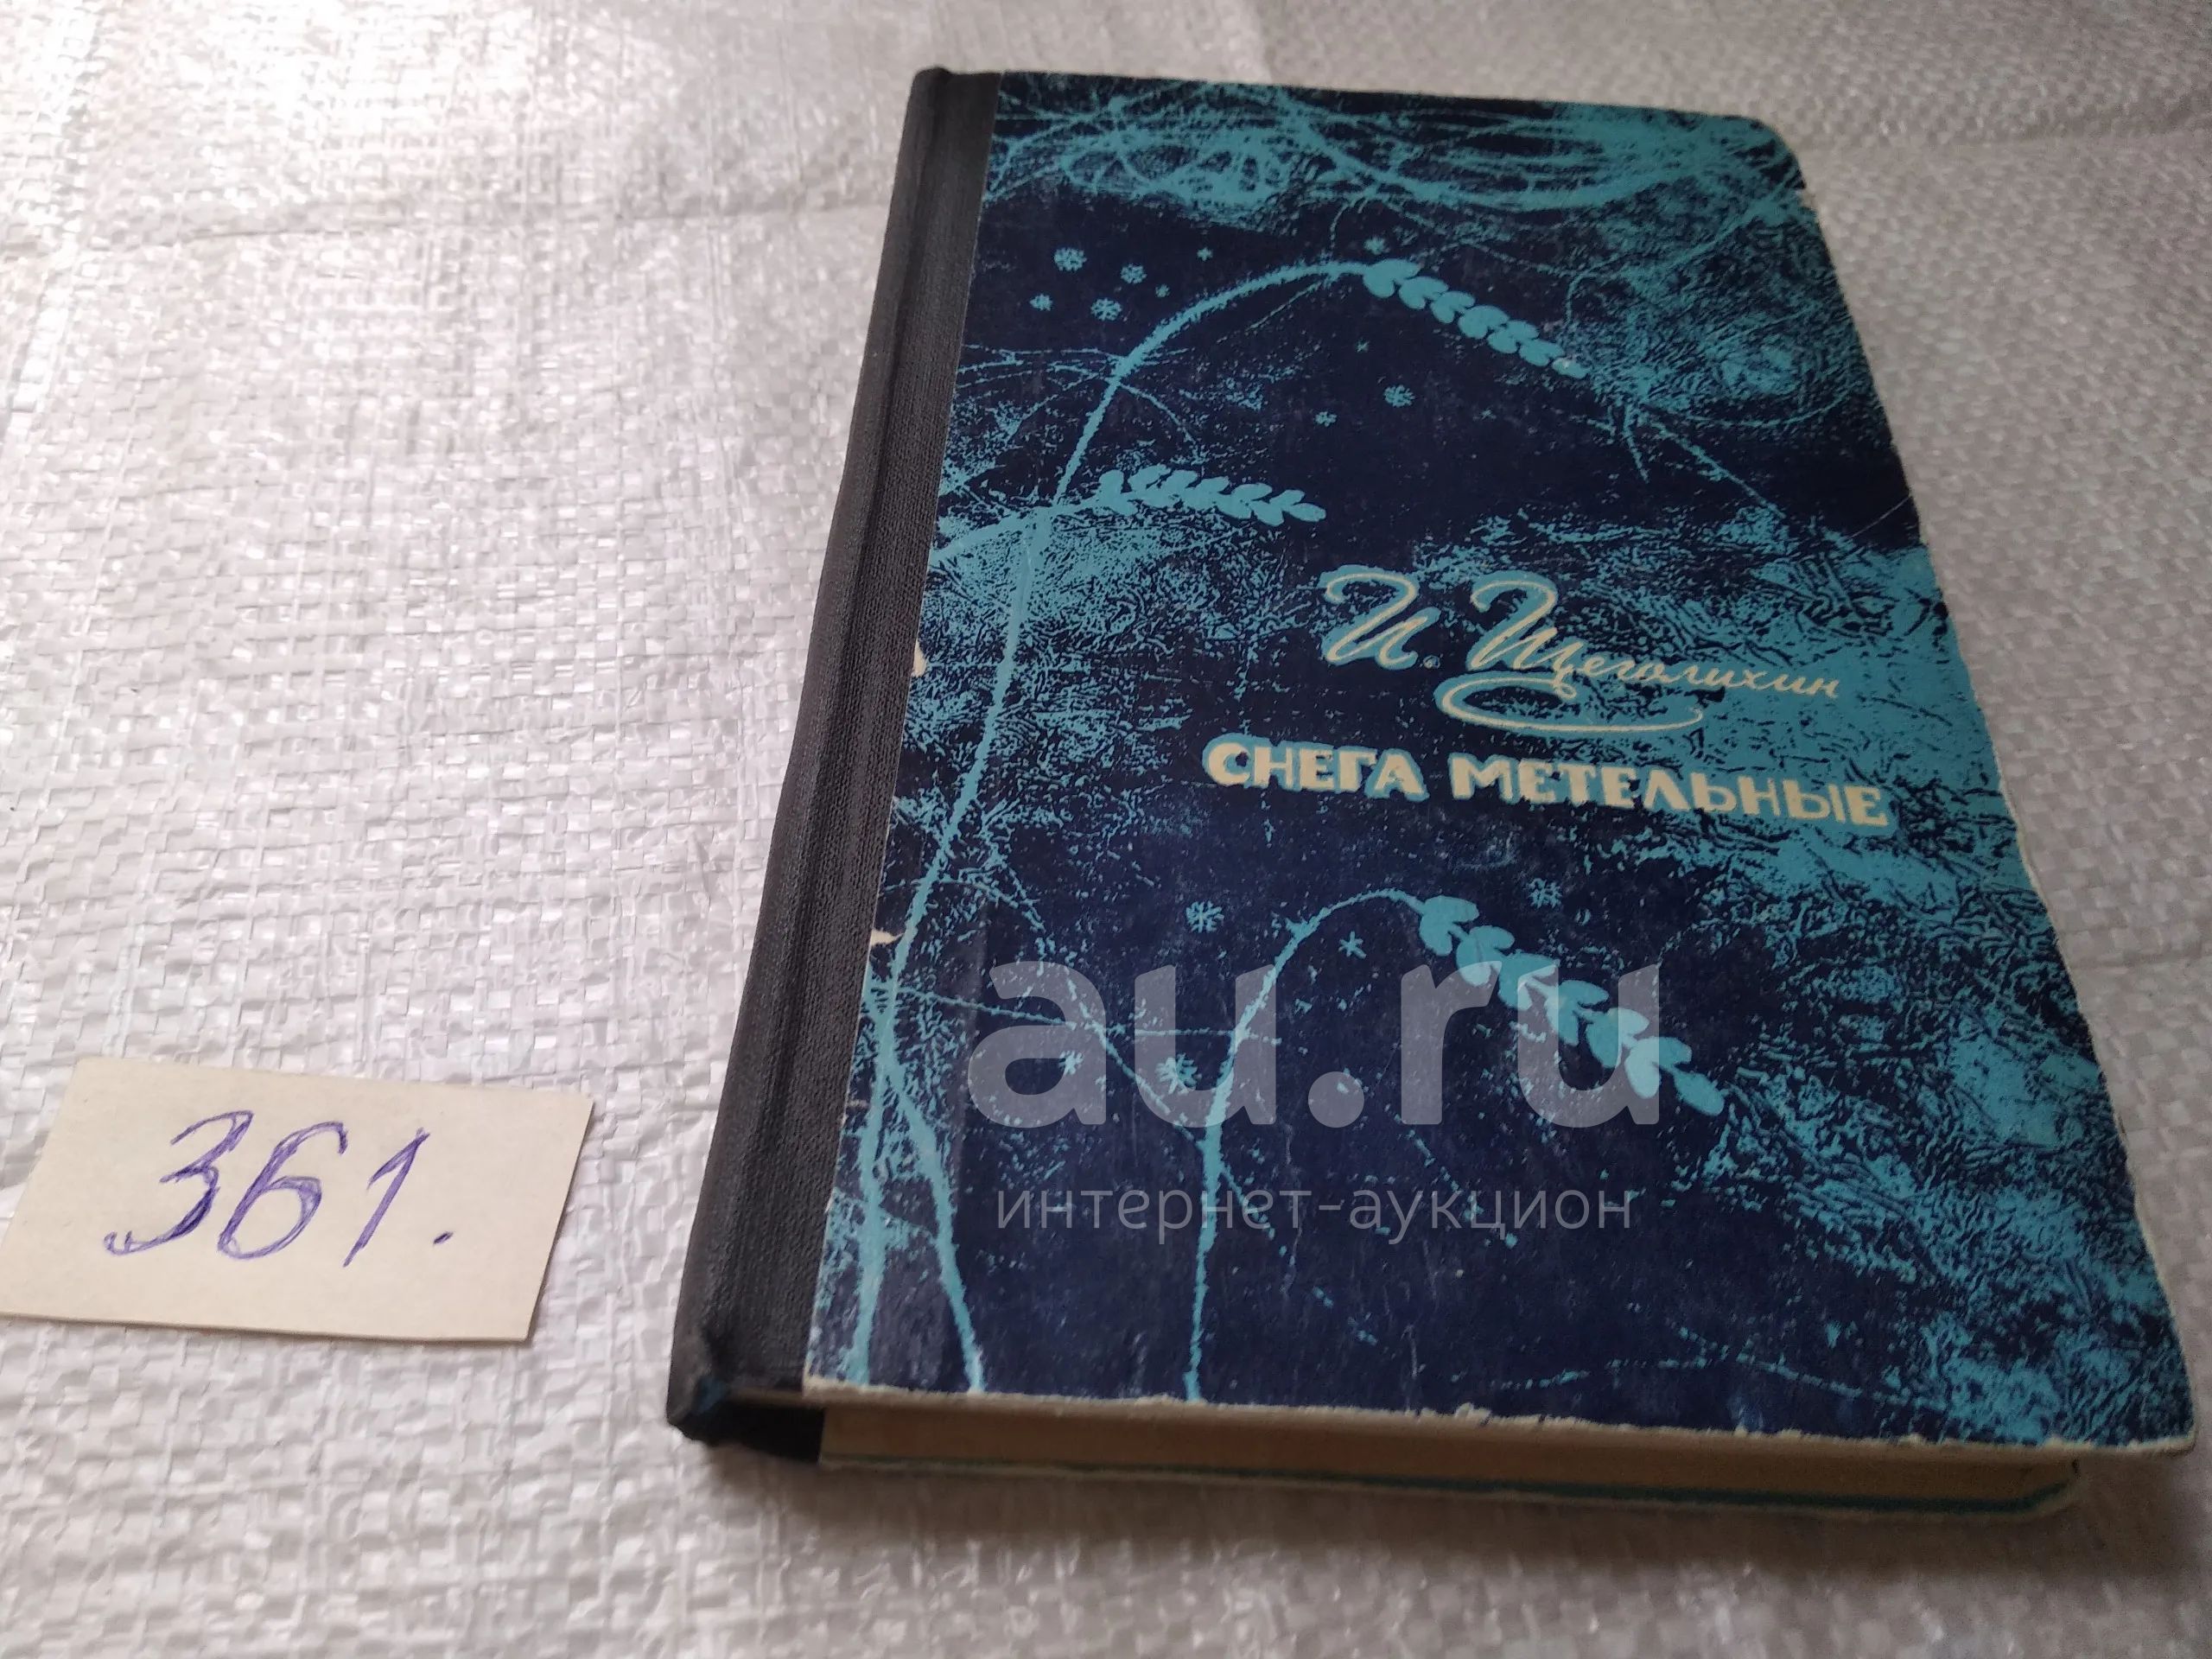 И. Щеголихин
СНЕГА МЕТЕЛЬНЫЕ
au.ru
интернет-аукцион
361.